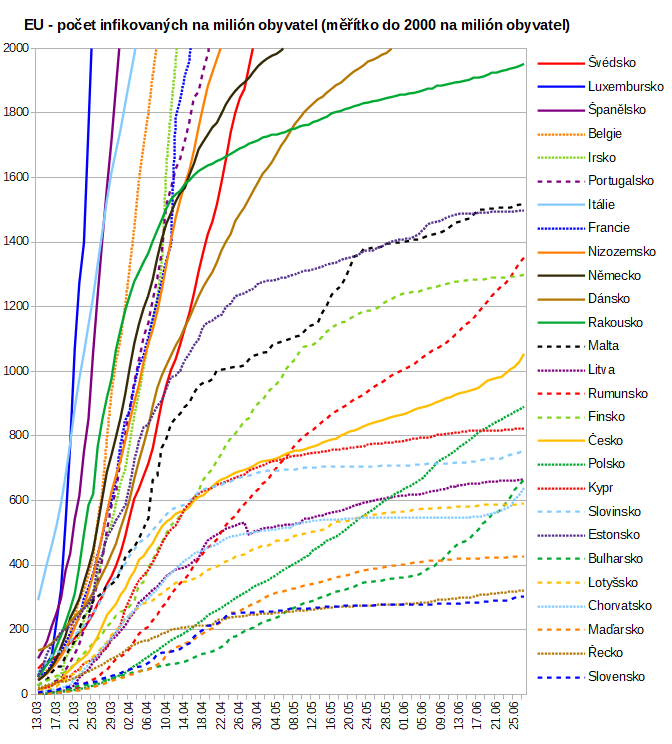 EU - počet infikovaných na milión obyvatel (měřítko do 2000 na milión obyvatel)
2000
1800
1600
1400
1200
1000
800
600
400
200
0
13.03
17.03
21.03
25.03
29.03
02.04
06.04
10.04
14.04
18.04
22.04
26.04
30.04
04.05
08.05
12.05
16.05
20.05
24.05
28.05
01.06
05.06
09.06
13.06
17.06
21.06
25.06
Švédsko
Luxembursko
Španělsko
Belgie
Irsko
Portugalsko
Itálie
Francie
Nizozemsko
Německo
Dánsko
Rakousko
Malta
Litva
Rumunsko
Finsko
Česko
Polsko
Kypr
Slovinsko
Estonsko
Bulharsko
Lotyšsko
Chorvatsko
Maďarsko
Řecko
Slovensko